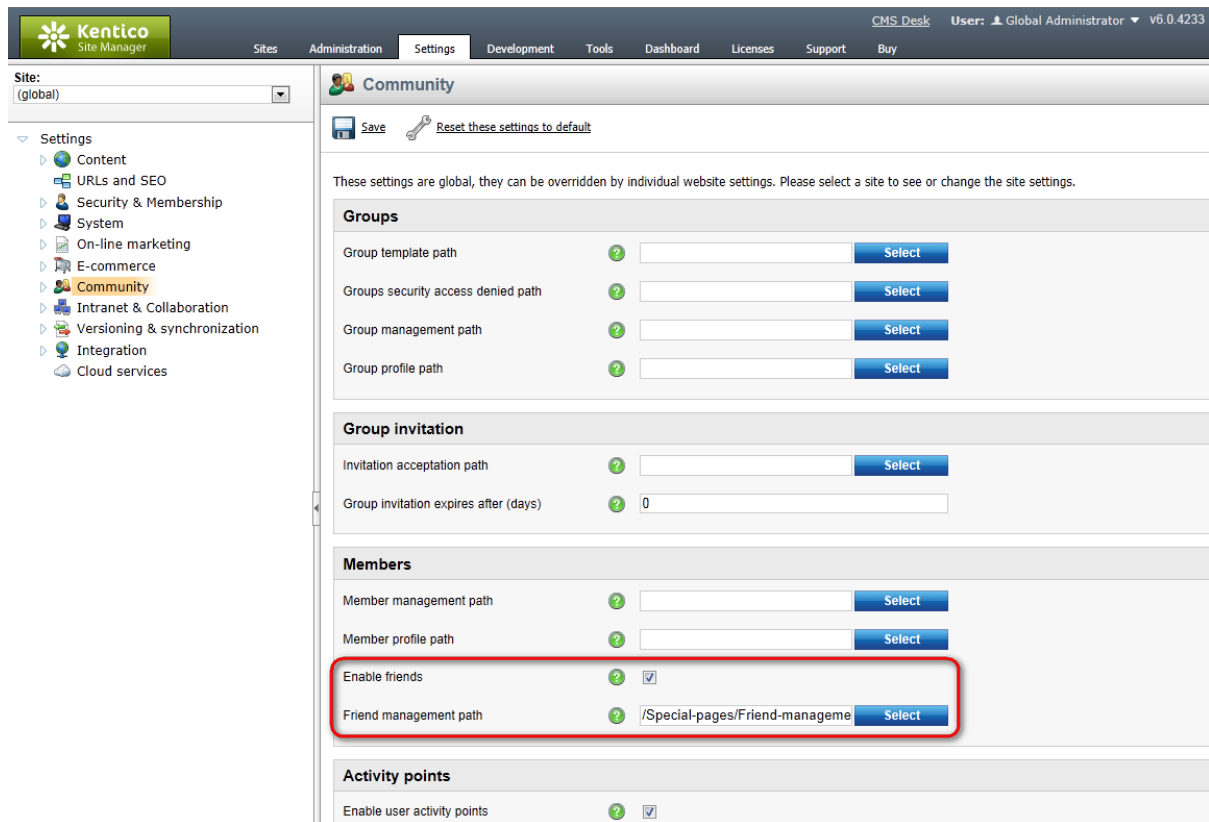 CMS Desk User: Global Administrator v6.0.4233
Kentico
Site Manager
Sites Administration Settings Development Tools Dashboard Licenses Support Buy
Site:
(global)
Settings
Content
URLs and SEO
Security & Membership
System
On-line marketing
E-commerce
Community
Intranet & Collaboration
Versioning & synchronization
Integration
Cloud services
Community
Save Reset these settings to default
These settings are global, they can be overridden by individual website settings. Please select a site to see or change the site settings.
Groups
Group template path ? Select
Groups security access denied path ? Select
Group management path ? Select
Group profile path ? Select
Group invitation
Invitation acceptation path ? Select
Group invitation expires after (days) ? 0
Members
Member management path ? Select
Member profile path ? Select
Enable friends ?
Friend management path ? /Special-pages/Friend-manageme Select
Activity points
Enable user activity points ?